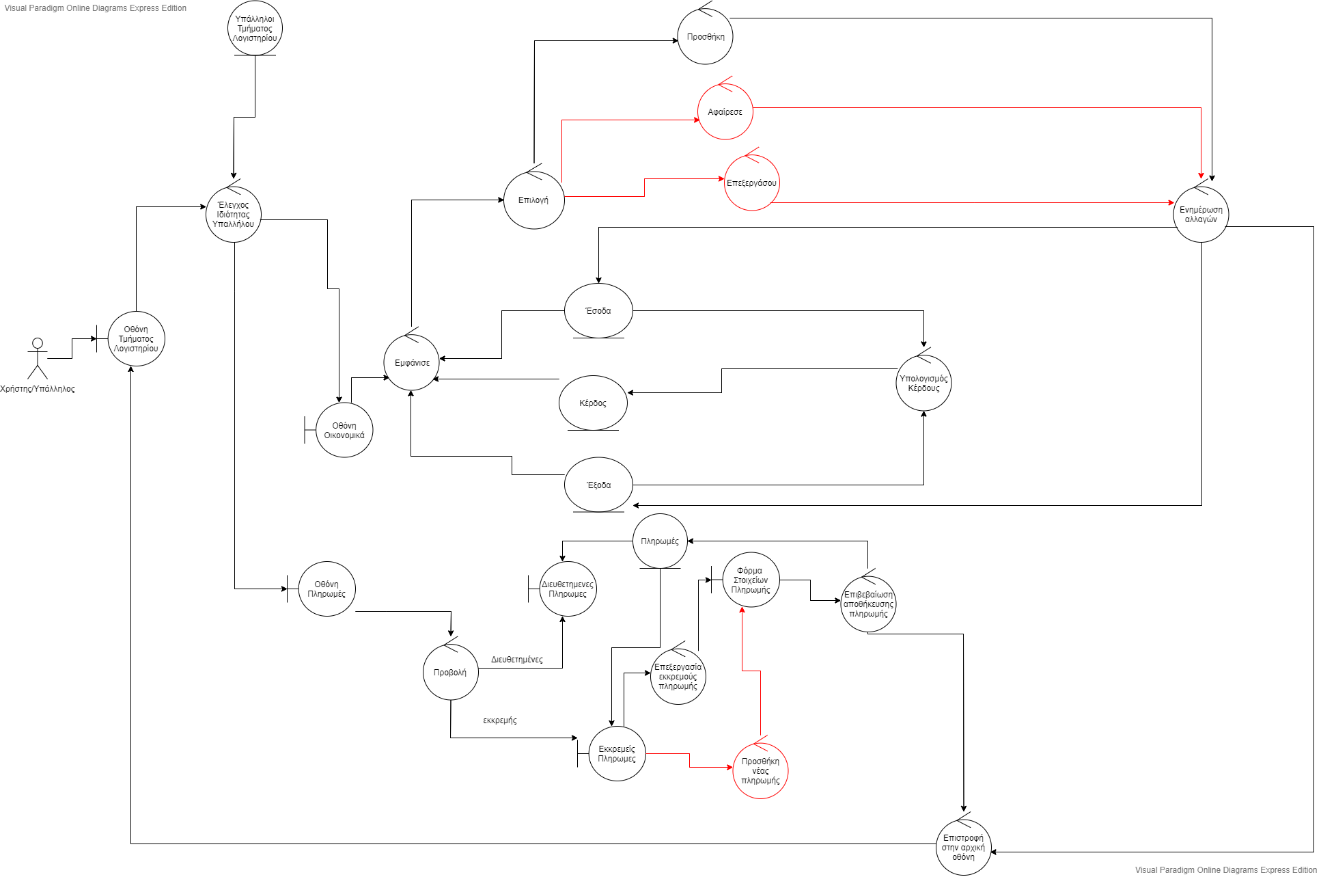 Visual Paradigm Online Diagrams Express Edition
Υπάλληλοι
Τμήματος
Λογιστηρίου
Προσθήκη
Αφαίρεσε
Επεξεργάσου
Επιλογή
Έλεγχος
Ιδιότητας
Υπαλλήλου
Ενημέρωση
αλλαγών
Έσοδα
Οθόνη
Τμήματος
Λογιστηρίου
Εμφάνισε
Υπολογισμός
Κέρδους
Χρήστης/Υπάλληλος
Κέρδος
Οθόνη
Οικονομικά
Έξοδα
Πληρωμές
Οθόνη
Πληρωμές
Διευθετημενες
Πληρωμες
Φόρμα
Στοιχείων
Πληρωμής
Επιβεβαίωση
αποθήκευσης
πληρωμής
Διευθετημένες
Προβολή
Επεξεργασία
εκκρεμούς
πληρωμής
εκκρεμής
Εκκρεμείς
Πληρωμες
Προσθήκη
νέας
πληρωμής
Επιστροφή
στην αρχική
οθόνη
Visual Paradigm Online Diagrams Express Edition